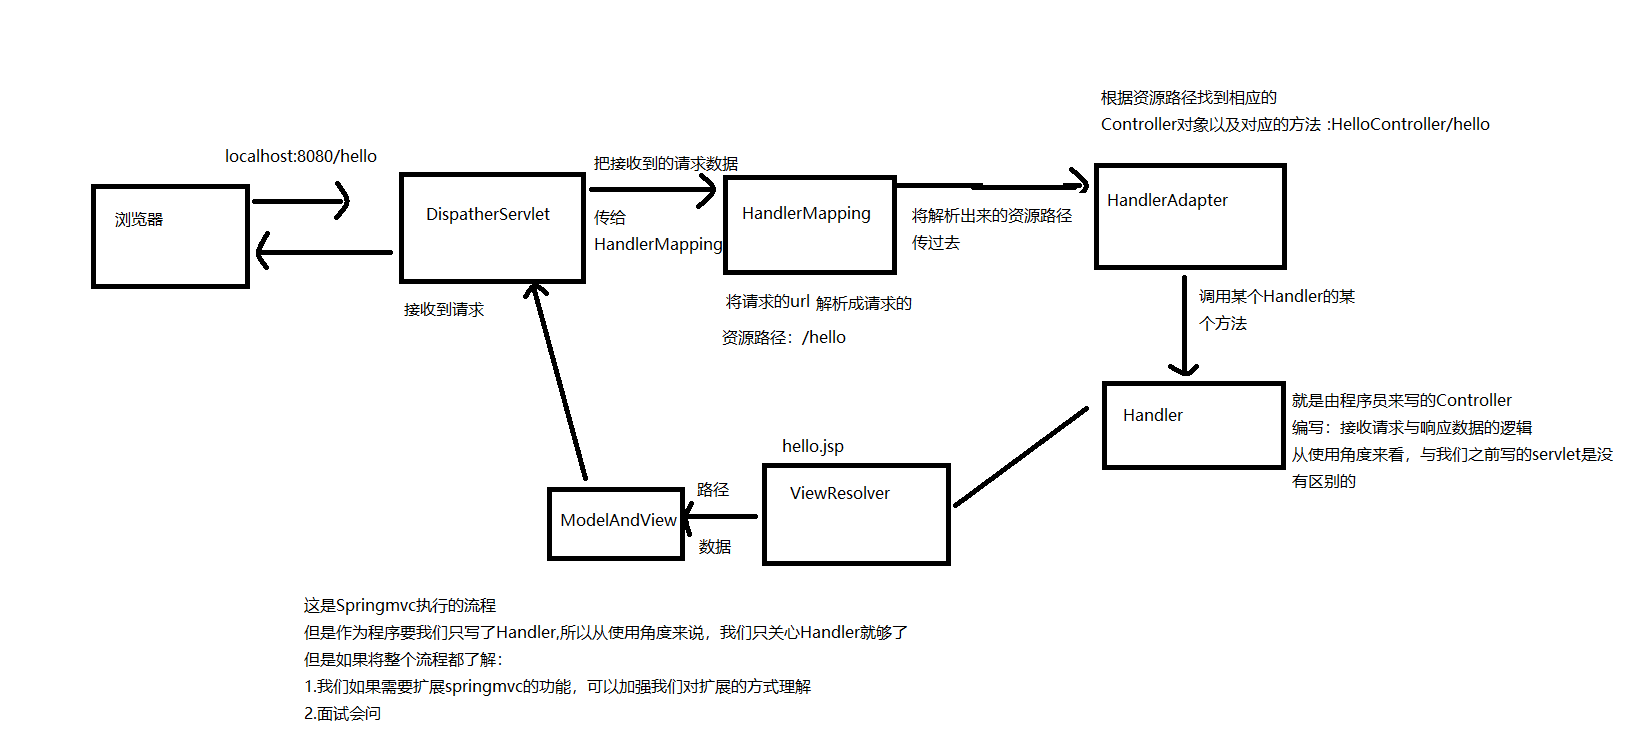 根据资源路径找到相应的
Controller对象以及对应的方法 :HelloController/hello
localhost:8080/hello
浏览器
DispatherServlet
接收到请求
把接收到的请求数据
传给
HandlerMapping
HandlerMapping
将请求的url 解析成请求的
资源路径：/hello
将解析出来的资源路径
传过去
HandlerAdapter
调用某个Handler的某
个方法
Handler
就是由程序员来写的Controller
编写：接收请求与响应数据的逻辑
从使用角度来看，与我们之前写的servlet是没
有区别的
hello.jsp
ViewResolver
路径
数据
ModelAndView
这是Springmvc执行的流程
但是作为程序要我们只写了Handler,所以从使用角度来说，我们只关心Handler就够了
但是如果将整个流程都了解：
1.我们如果需要扩展springmvc的功能，可以加强我们对扩展的方式理解
2.面试会问